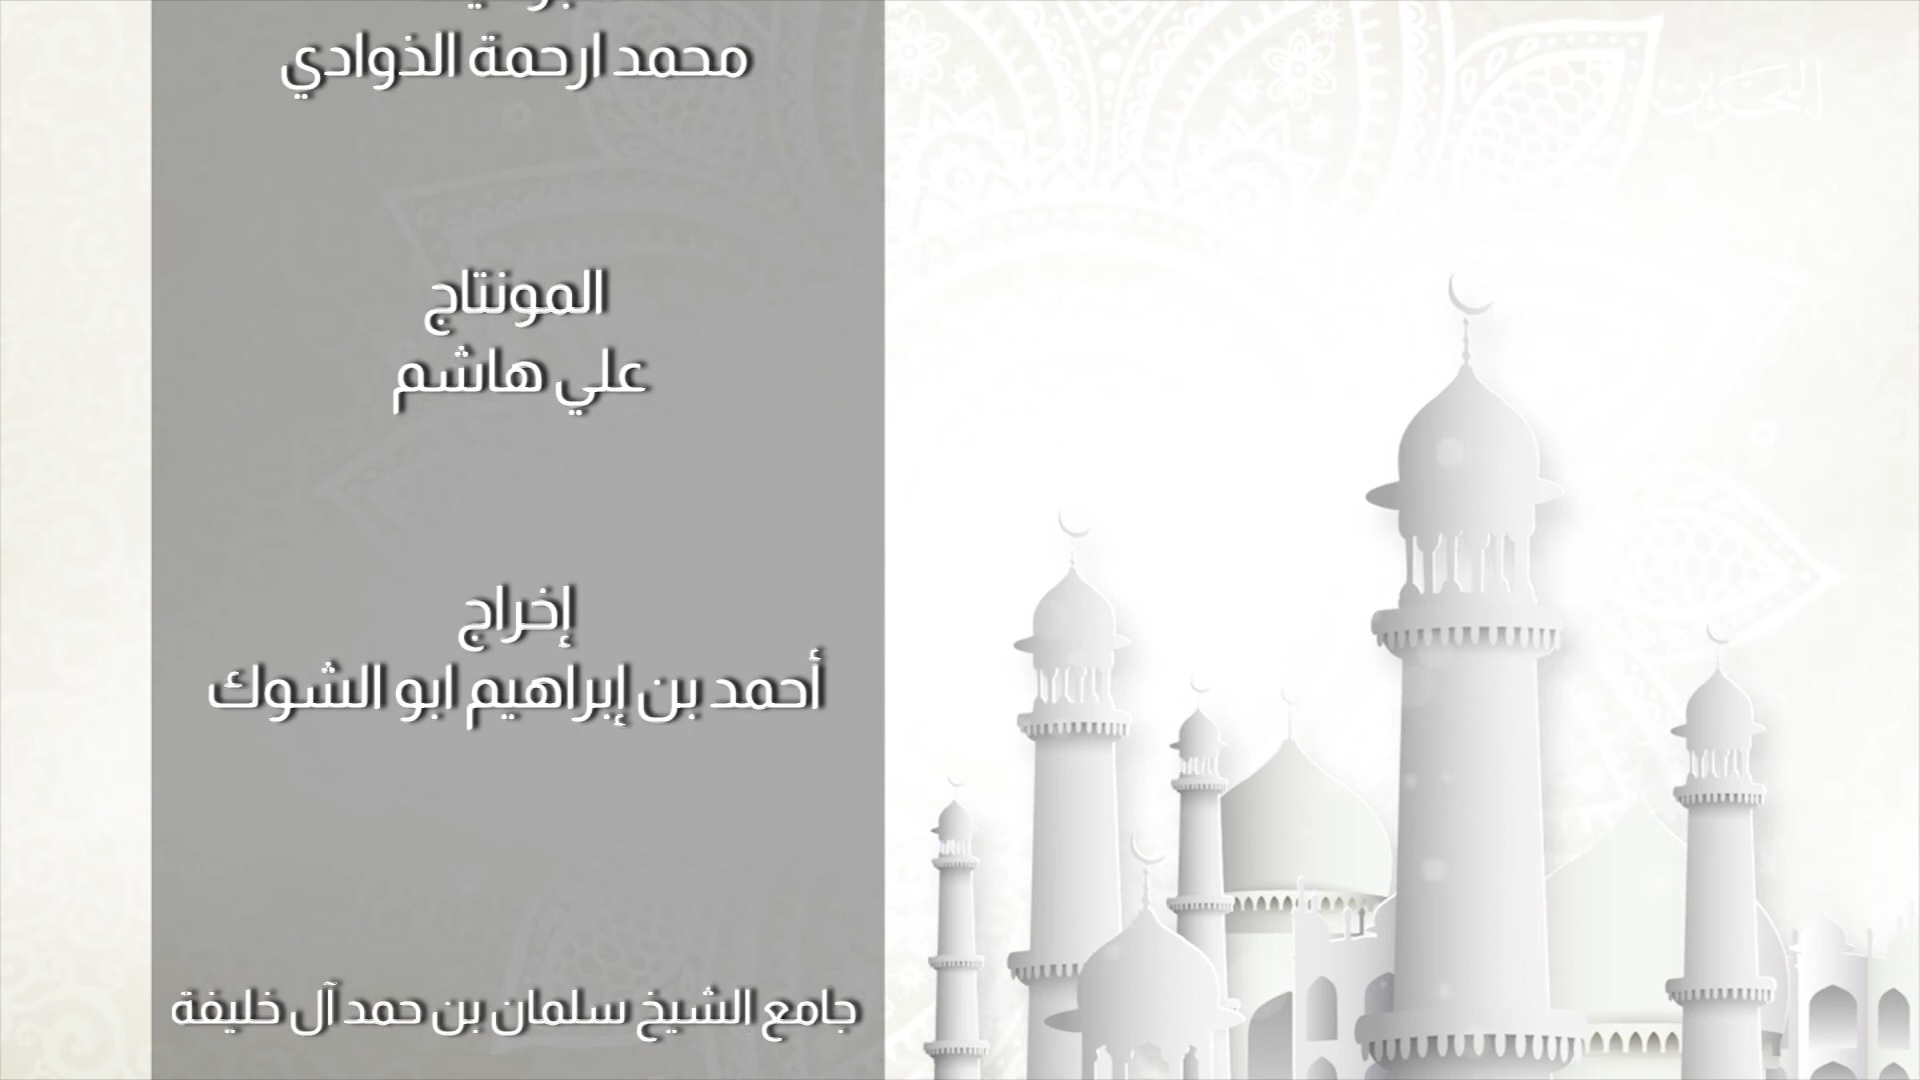 محمد ارحمة الذوادي
المونتاج
علي هاشم
إخراج
أحمد بن إبراهيم ابو الشوك
جامع الشيخ سلمان بن حمد آل خليفة
البحرين